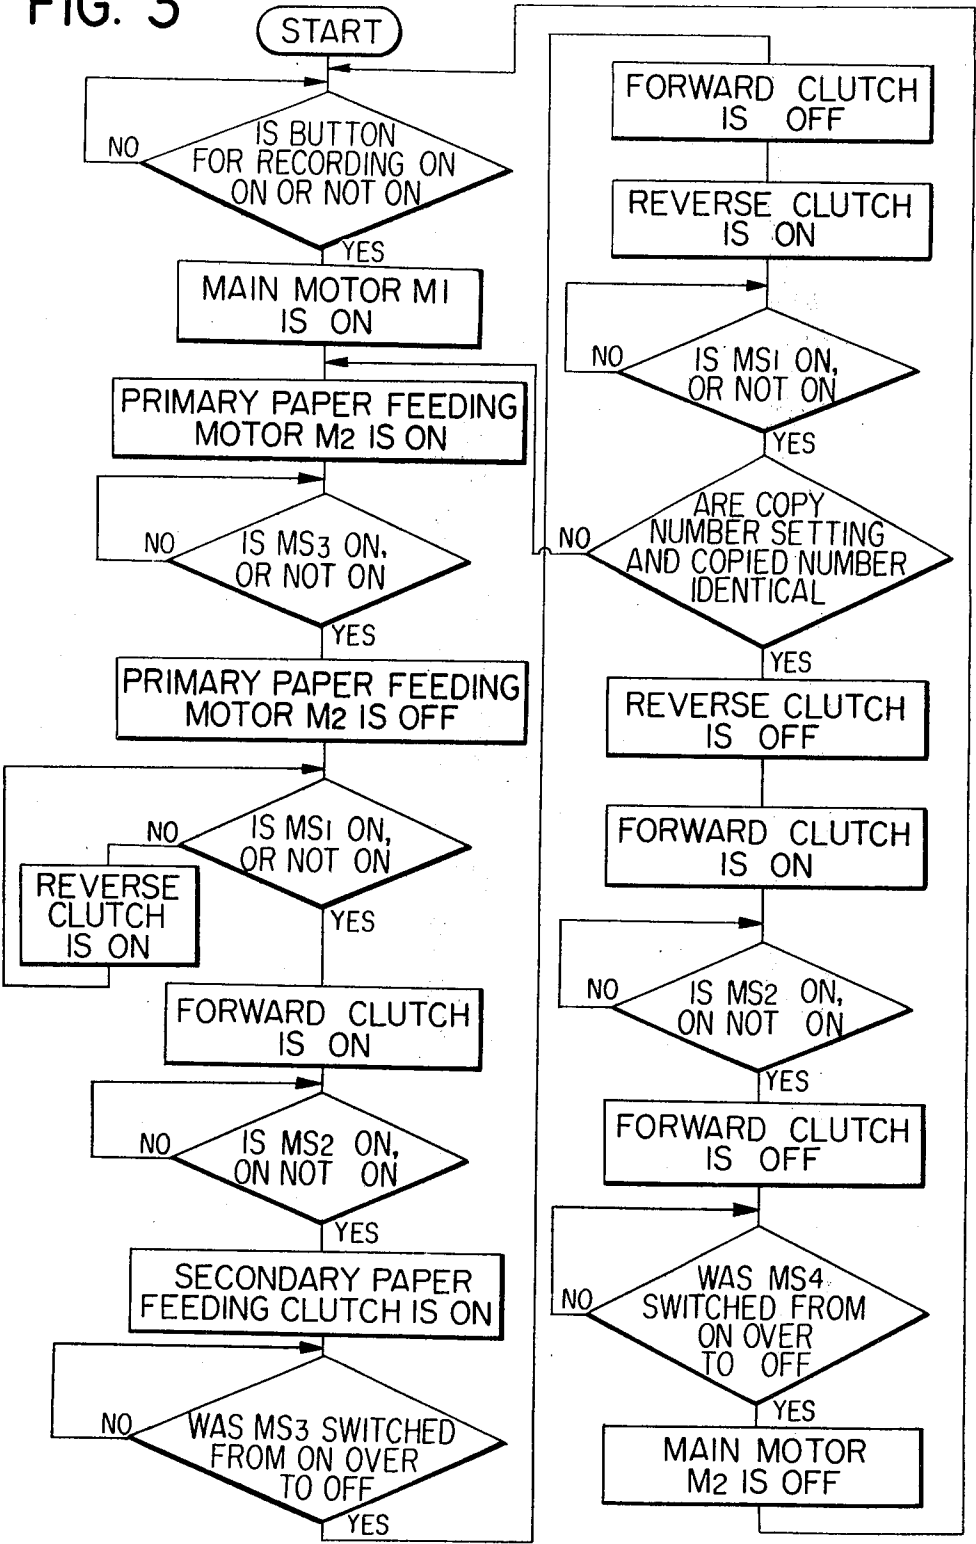 FIG. 3
START
IS BUTTON
FOR RECORDING ON
ON OR NOT ON
NO
YES
MAIN MOTOR M1
IS ON
PRIMARY PAPER FEEDING
MOTOR M2 IS ON
IS MS3 ON,
OR NOT ON
NO
YES
PRIMARY PAPER FEEDING
MOTOR M2 IS OFF
IS MS1 ON,
OR NOT ON
NO
REVERSE
CLUTCH
IS ON
YES
FORWARD CLUTCH
IS ON
IS MS2 ON,
ON NOT ON
NO
YES
SECONDARY PAPER
FEEDING CLUTCH IS ON
WAS MS3 SWITCHED
FROM ON OVER
TO OFF
NO
YES
FORWARD CLUTCH
IS OFF
REVERSE CLUTCH
IS ON
IS MS1 ON,
OR NOT ON
NO
YES
ARE COPY
NUMBER SETTING
AND COPIED NUMBER
IDENTICAL
NO
YES
REVERSE CLUTCH
IS OFF
FORWARD CLUTCH
IS ON
IS MS2 ON,
ON NOT ON
NO
YES
FORWARD CLUTCH
IS OFF
WAS MS4
SWITCHED FROM
ON OVER
TO OFF
NO
YES
MAIN MOTOR
M2 IS OFF